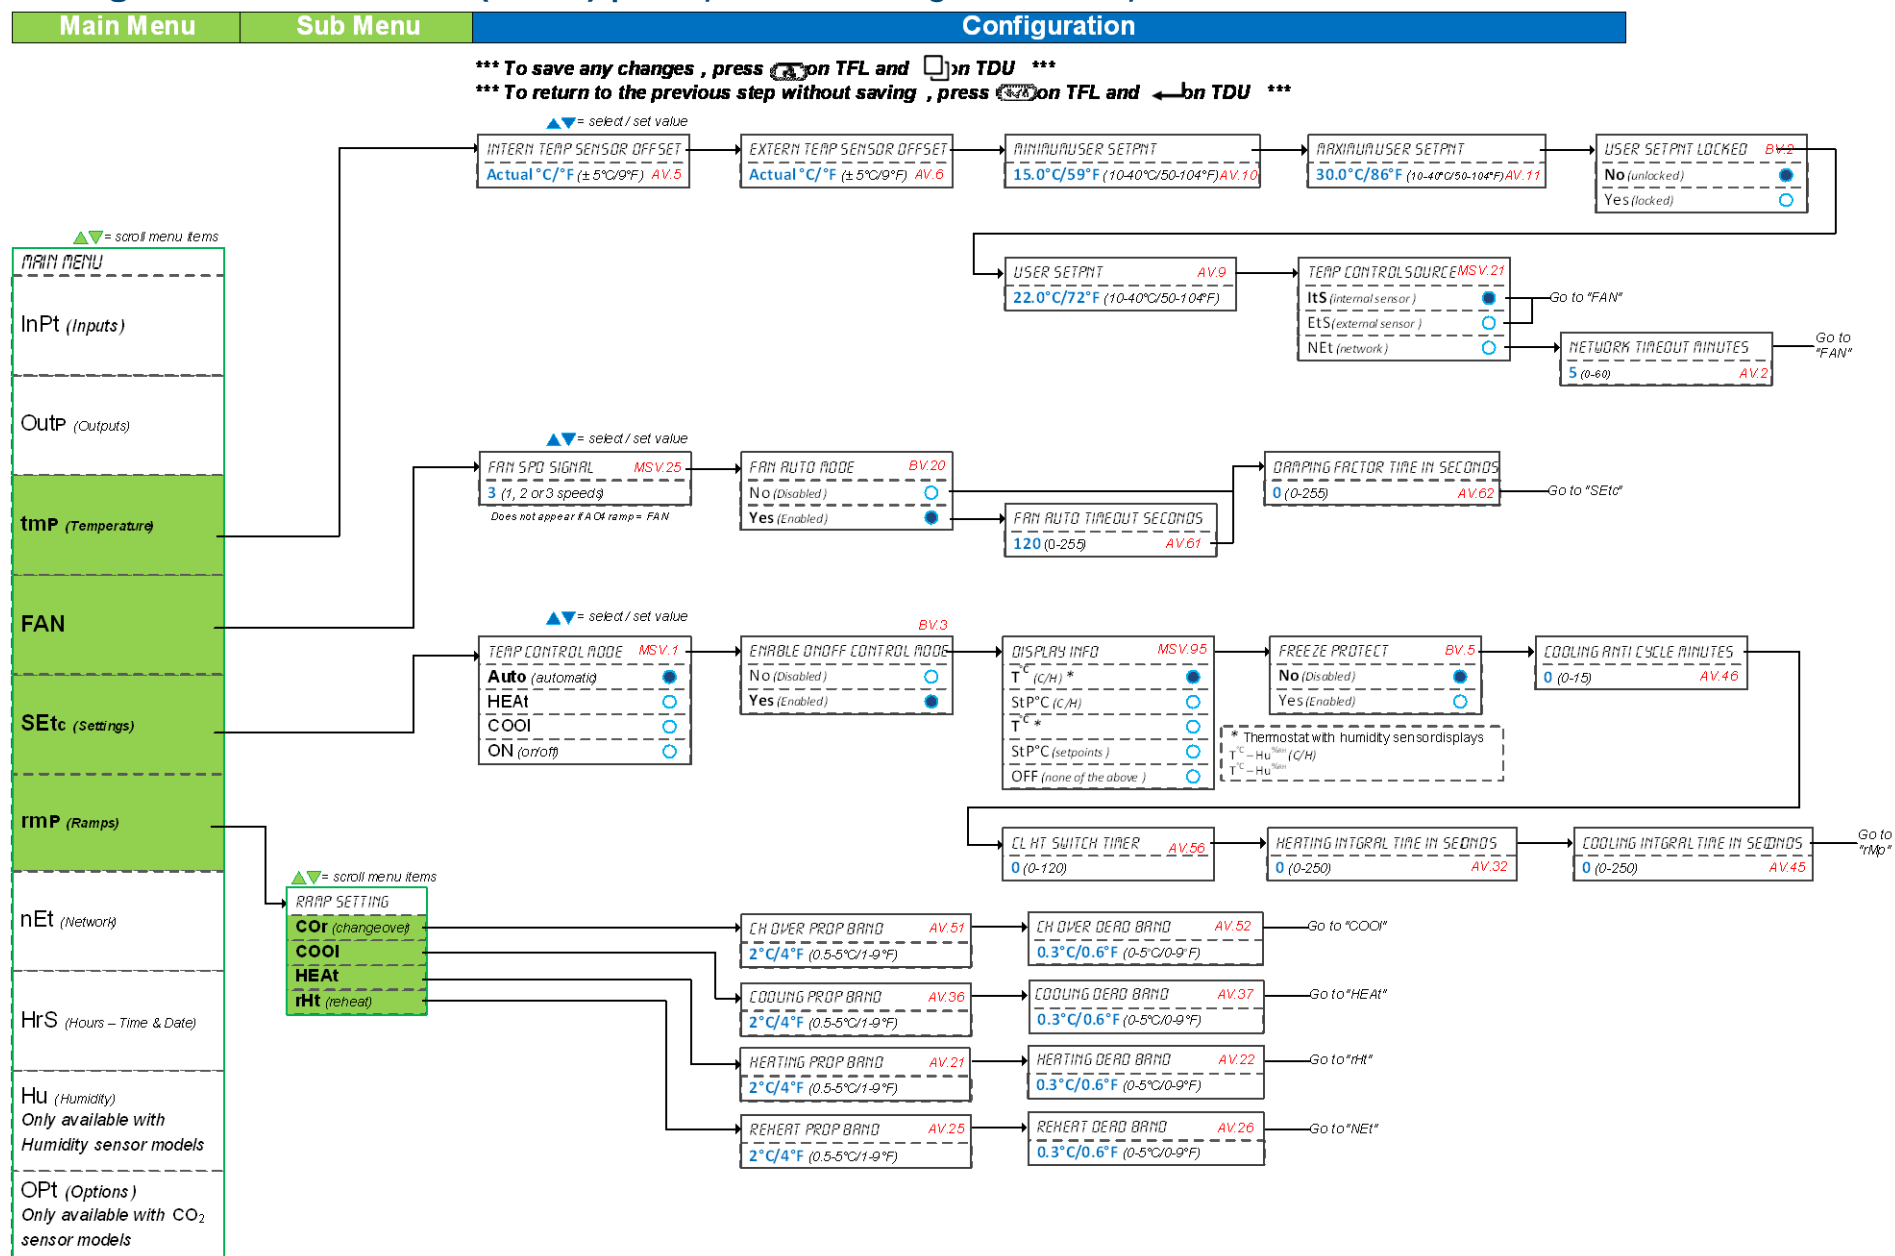 Main Menu
Sub Menu
Configuration
*** To save any changes , press on TFL and on TDU ***
*** To return to the previous step without saving , press on TFL and on TDU ***
= select / set value
INTERN TEMP SENSOR OFFSET
Actual °C/°F (± 5°C/9°F) AV.5
EXTERN TEMP SENSOR OFFSET
Actual °C/°F (± 5°C/9°F) AV.6
MINIMUM USER SETPNT
15.0°C/59°F (10-40°C/50-104°F) AV.10
MAXIMUM USER SETPNT
30.0°C/86°F (10-40°C/50-104°F) AV.11
USER SETPNT LOCKED BV.2
No (unlocked)
Yes (locked)
USER SETPNT AV.9
22.0°C/72°F (10-40°C/50-104°F)
TEMP CONTROL SOURCE MSV.21
ItS (internal sensor )
EtS (external sensor )
NEt (network)
Go to "FAN"
NETWORK TIMEOUT MINUTES
5 (0-60) AV.2
Go to
"FAN"
= scroll menu items
MAIN MENU
InPt (Inputs)
OutP (Outputs)
tmP (Temperature)
FAN
SEtc (Settings)
rmP (Ramps)
nEt (Network)
HrS (Hours – Time & Date)
Hu (Humidity)
Only available with
Humidity sensor models
OPt (Options)
Only available with CO₂
sensor models
= select / set value
FAN SPD SIGNAL MSV.25
3 (1, 2 or 3 speeds)
Does not appear if AO4 ramp = FAN
FAN AUTO MODE BV.20
No (Disabled)
Yes (Enabled)
FAN AUTO TIMEOUT SECONDS
120 (0-255) AV.61
DAMPING FACTOR TIME IN SECONDS
0 (0-255) AV.62
Go to "SEtc"
= select / set value
TEMP CONTROL MODE MSV.1
Auto (automatic)
HEAt
COOl
ON (on/off)
BV.3
ENABLE ONOFF CONTROL MODE
No (Disabled)
Yes (Enabled)
DISPLAY INFO MSV.95
T°C (C/H) *
StP°C (C/H)
T°C *
StP°C (setpoints )
OFF (none of the above )
FREEZE PROTECT BV.5
No (Disabled)
Yes (Enabled)
* Thermostat with humidity sensor displays
T°C – Hu%RH (C/H)
T°C – Hu%RH
COOLING ANTI CYCLE MINUTES
0 (0-15) AV.46
CL HT SWITCH TIMER AV.56
0 (0-120)
HEATING INTGRAL TIME IN SECONDS
0 (0-250) AV.32
COOLING INTGRAL TIME IN SECONDS
0 (0-250) AV.45
Go to
"rMp"
= scroll menu items
RAMP SETTING
COr (changeover)
COOl
HEAt
rHt (reheat)
CH OVER PROP BAND AV.51
2°C/4°F (0.5-5°C/1-9°F)
CH OVER DEAD BAND AV.52
0.3°C/0.6°F (0-5°C/0-9°F)
Go to "COOl"
COOLING PROP BAND AV.36
2°C/4°F (0.5-5°C/1-9°F)
COOLING DEAD BAND AV.37
0.3°C/0.6°F (0-5°C/0-9°F)
Go to "HEAt"
HEATING PROP BAND AV.21
2°C/4°F (0.5-5°C/1-9°F)
HEATING DEAD BAND AV.22
0.3°C/0.6°F (0-5°C/0-9°F)
Go to "rHt"
REHEAT PROP BAND AV.25
2°C/4°F (0.5-5°C/1-9°F)
REHEAT DEAD BAND AV.26
0.3°C/0.6°F (0-5°C/0-9°F)
Go to "NEt"